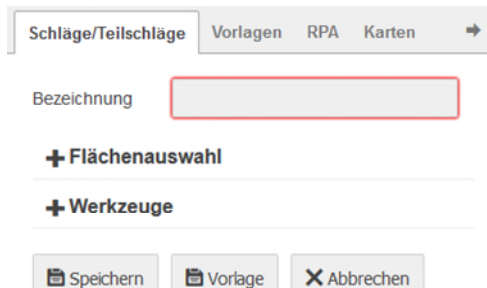 Schläge/Teilschläge Vorlagen RPA Karten
Bezeichnung
Flächenauswahl
Werkzeuge
Speichern Vorlage Abbrechen